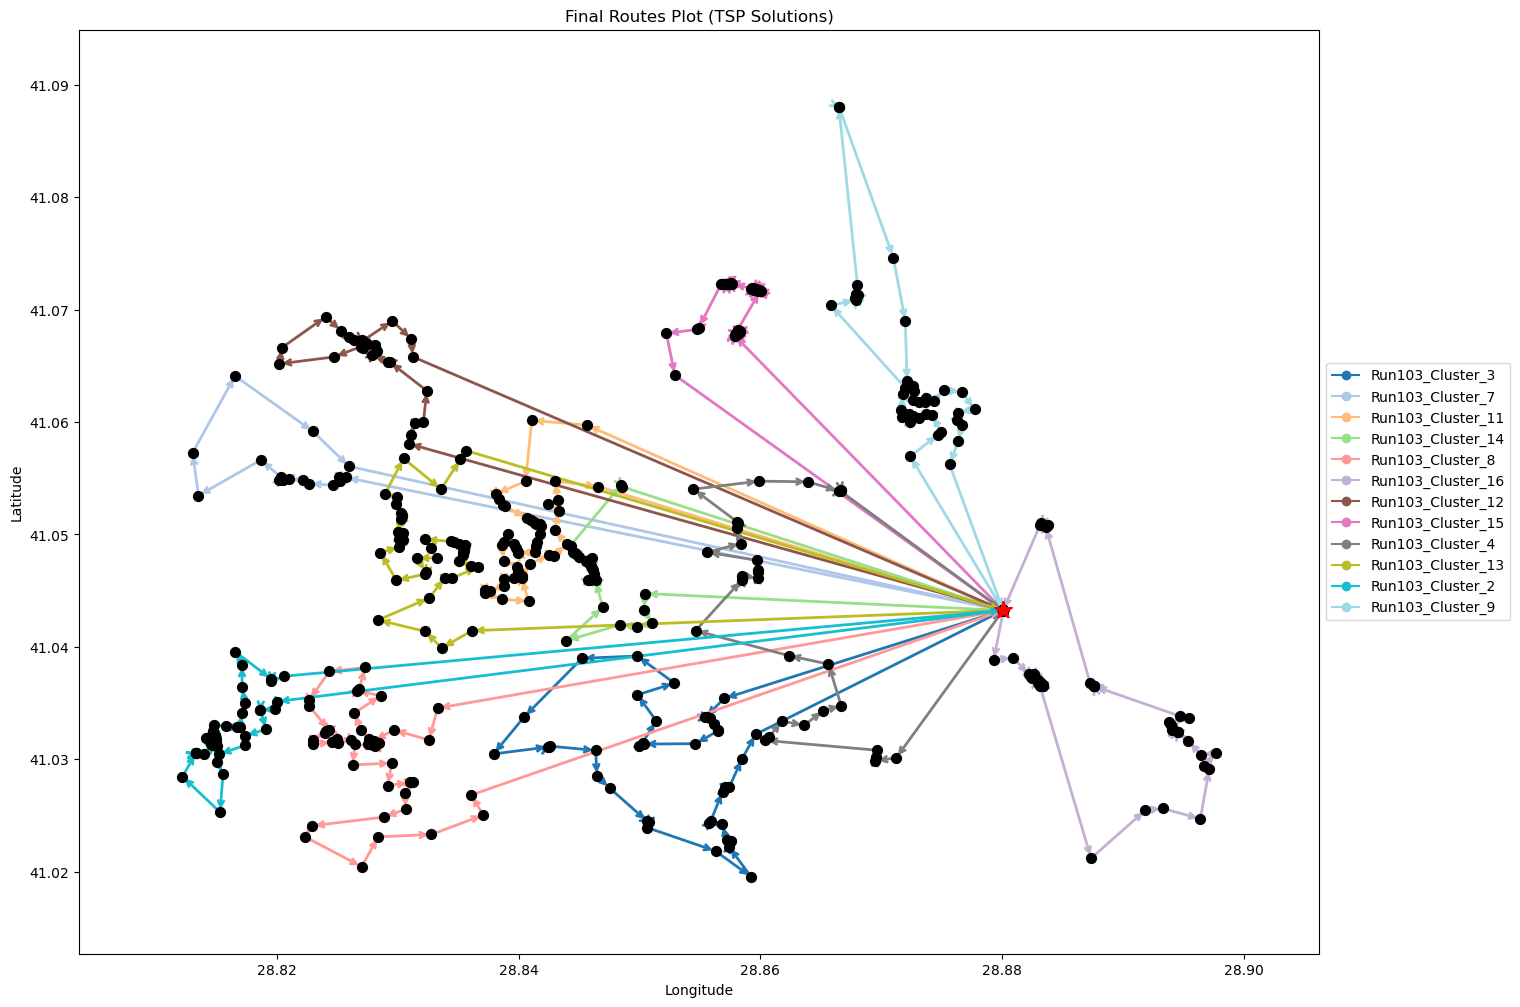 Final Routes Plot (TSP Solutions)
41.09
41.08
41.07
41.06
41.05
41.04
41.03
41.02
Latitude
28.82 28.84 28.86 28.88 28.90
Longitude
Run103_Cluster_3
Run103_Cluster_7
Run103_Cluster_11
Run103_Cluster_14
Run103_Cluster_8
Run103_Cluster_16
Run103_Cluster_12
Run103_Cluster_15
Run103_Cluster_4
Run103_Cluster_13
Run103_Cluster_2
Run103_Cluster_9